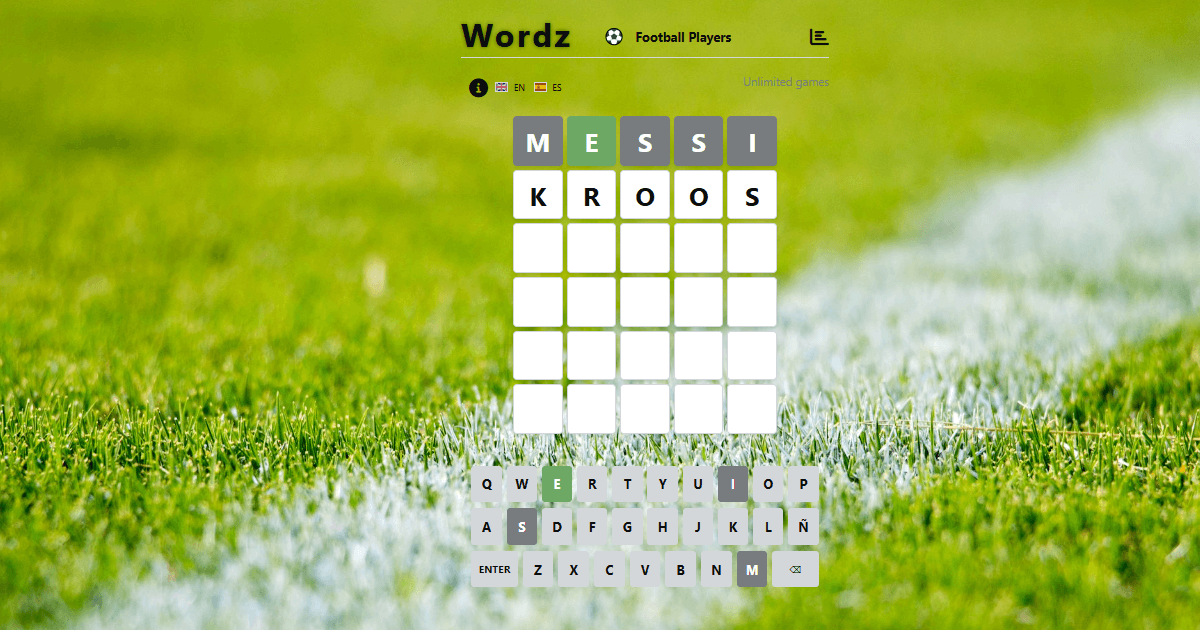 Wordz Football Players
EN ES Unlimited games
M E S S I
K R O O S
Q W E R T Y U I O P
A S D F G H J K L Ñ
ENTER Z X C V B N M ⌫